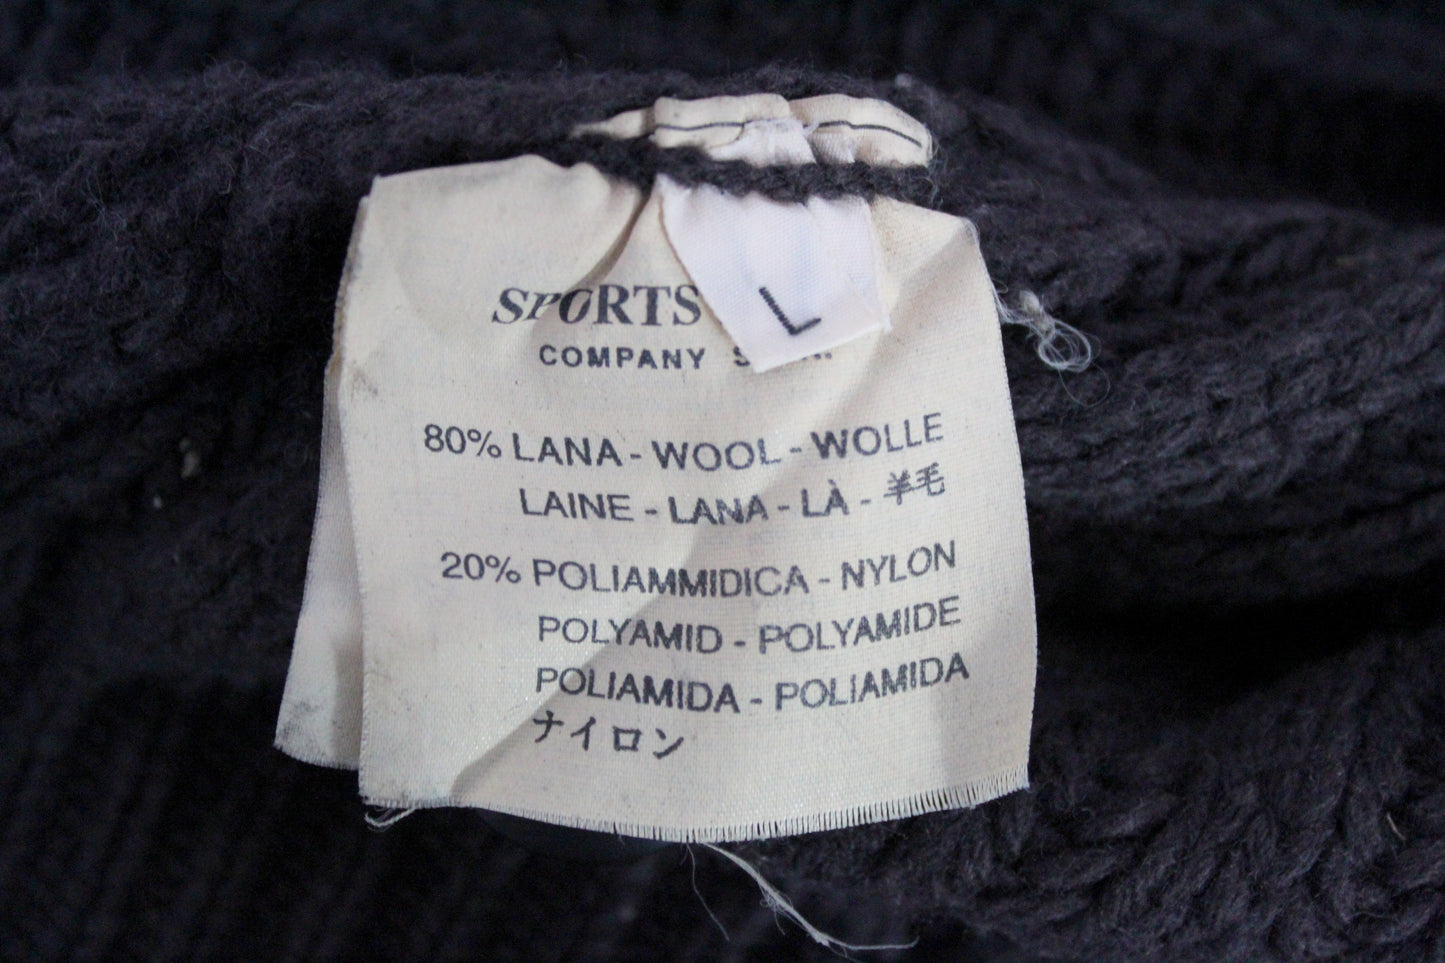 SPORTS
L
COMPANY
80% LANA - WOOL - WOLLE
LAINE - LANA - LÀ - 羊毛
20% POLIAMMIDICA - NYLON
POLYAMID - POLYAMIDE
POLIAMIDA - POLIAMIDA
ナイロン